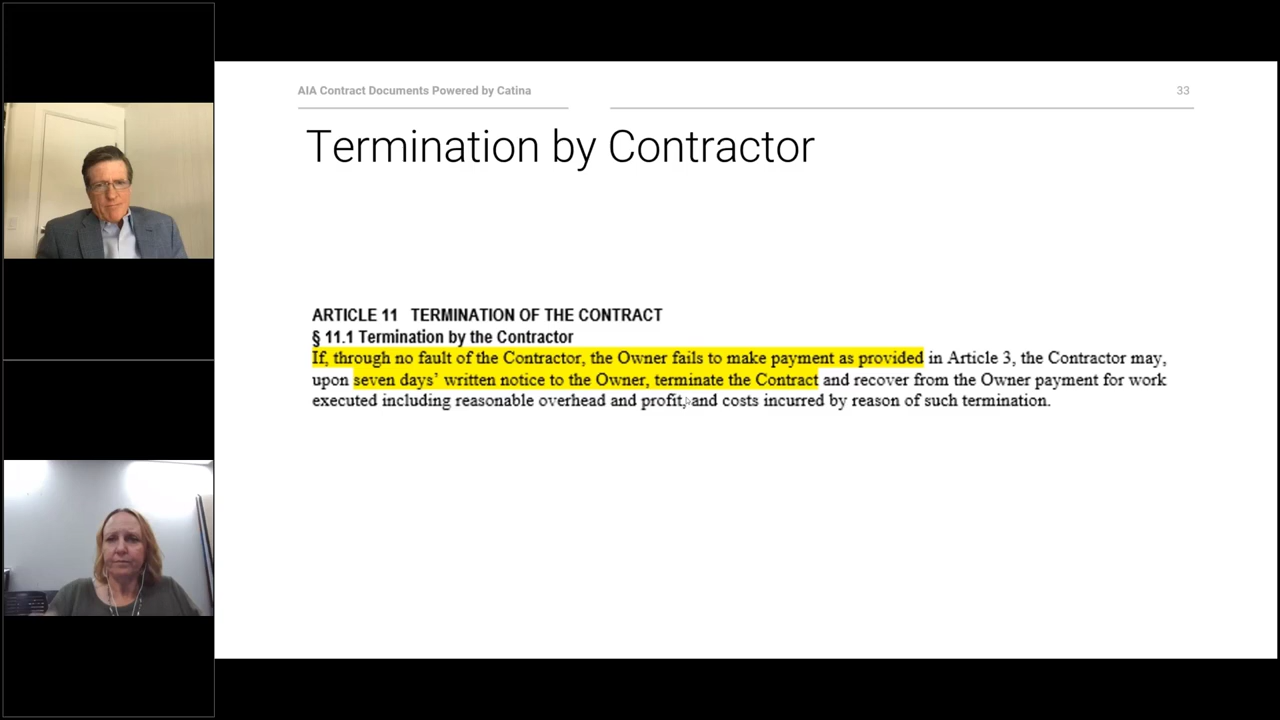 AIA Contract Documents Powered by Catina
33
Termination by Contractor
ARTICLE 11 TERMINATION OF THE CONTRACT
§ 11.1 Termination by the Contractor
If, through no fault of the Contractor, the Owner fails to make payment as provided in Article 3, the Contractor may,
upon seven days’ written notice to the Owner, terminate the Contract and recover from the Owner payment for work
executed including reasonable overhead and profit, and costs incurred by reason of such termination.